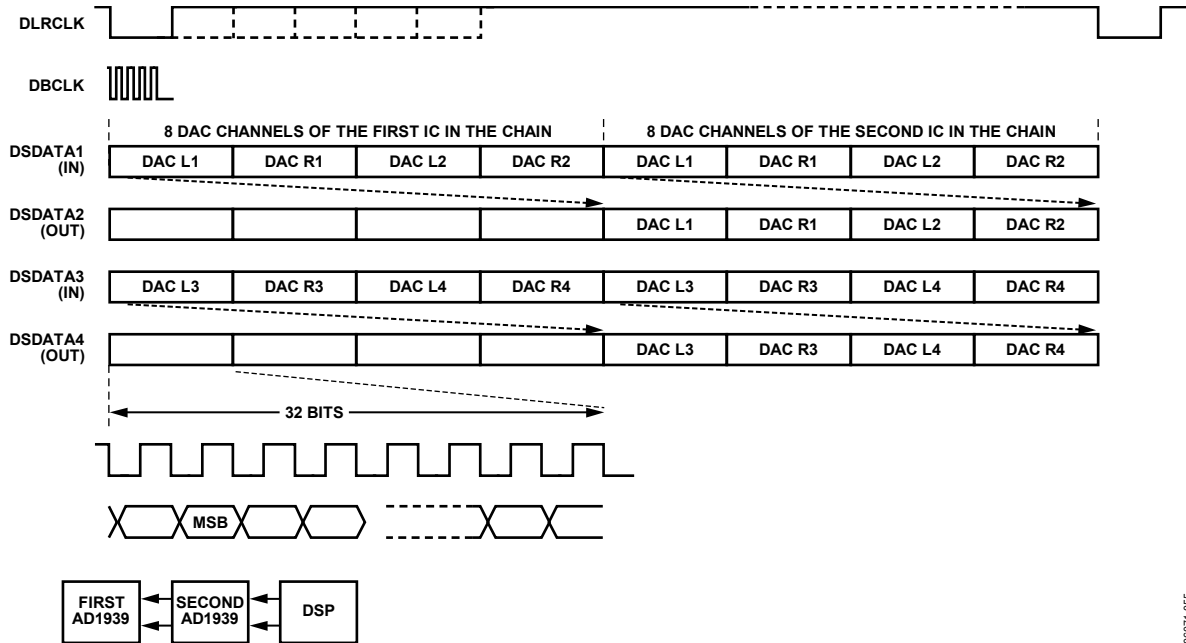 DLRCLK
DBCLK
8 DAC CHANNELS OF THE FIRST IC IN THE CHAIN
8 DAC CHANNELS OF THE SECOND IC IN THE CHAIN
DSDATA1
(IN)
DAC L1
DAC R1
DAC L2
DAC R2
DAC L1
DAC R1
DAC L2
DAC R2
DSDATA2
(OUT)
DAC L1
DAC R1
DAC L2
DAC R2
DSDATA3
(IN)
DAC L3
DAC R3
DAC L4
DAC R4
DAC L3
DAC R3
DAC L4
DAC R4
DSDATA4
(OUT)
DAC L3
DAC R3
DAC L4
DAC R4
32 BITS
MSB
FIRST
AD1939
SECOND
AD1939
DSP